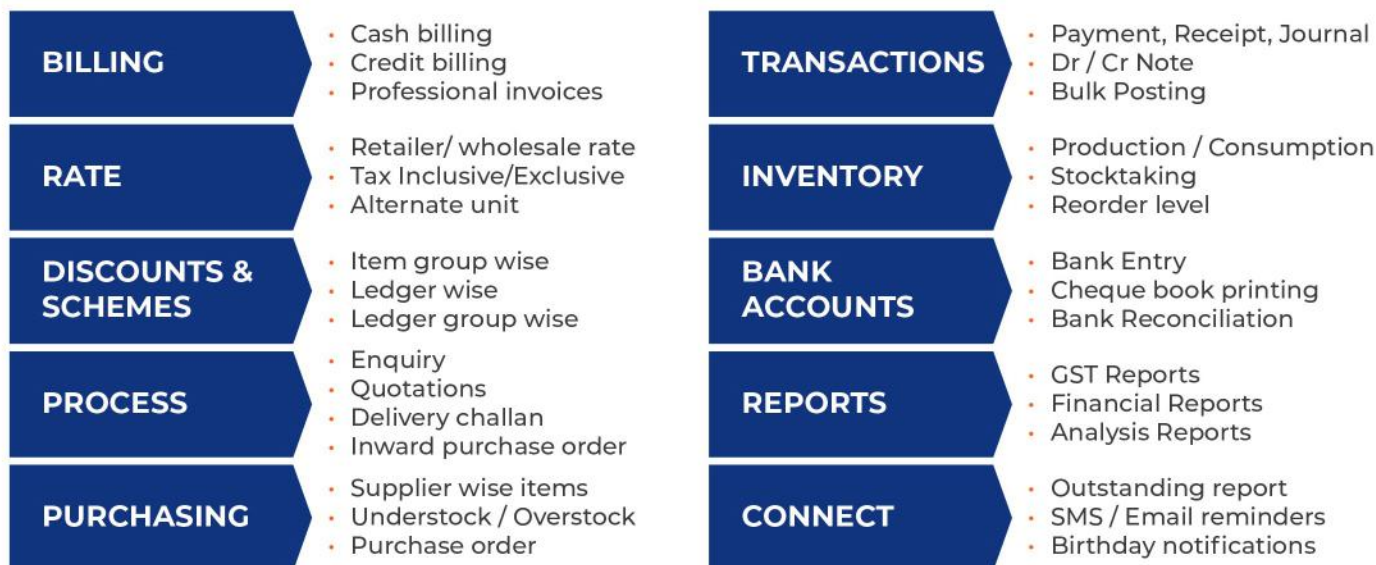 BILLING
• Cash billing
• Credit billing
• Professional invoices
RATE
• Retailer/ wholesale rate
• Tax Inclusive/Exclusive
• Alternate unit
DISCOUNTS &
SCHEMES
• Item group wise
• Ledger wise
• Ledger group wise
PROCESS
• Enquiry
• Quotations
• Delivery challan
• Inward purchase order
PURCHASING
• Supplier wise items
• Understock / Overstock
• Purchase order
TRANSACTIONS
• Payment, Receipt, Journal
• Dr / Cr Note
• Bulk Posting
INVENTORY
• Production / Consumption
• Stocktaking
• Reorder level
BANK
ACCOUNTS
• Bank Entry
• Cheque book printing
• Bank Reconciliation
REPORTS
• GST Reports
• Financial Reports
• Analysis Reports
CONNECT
• Outstanding report
• SMS / Email reminders
• Birthday notifications